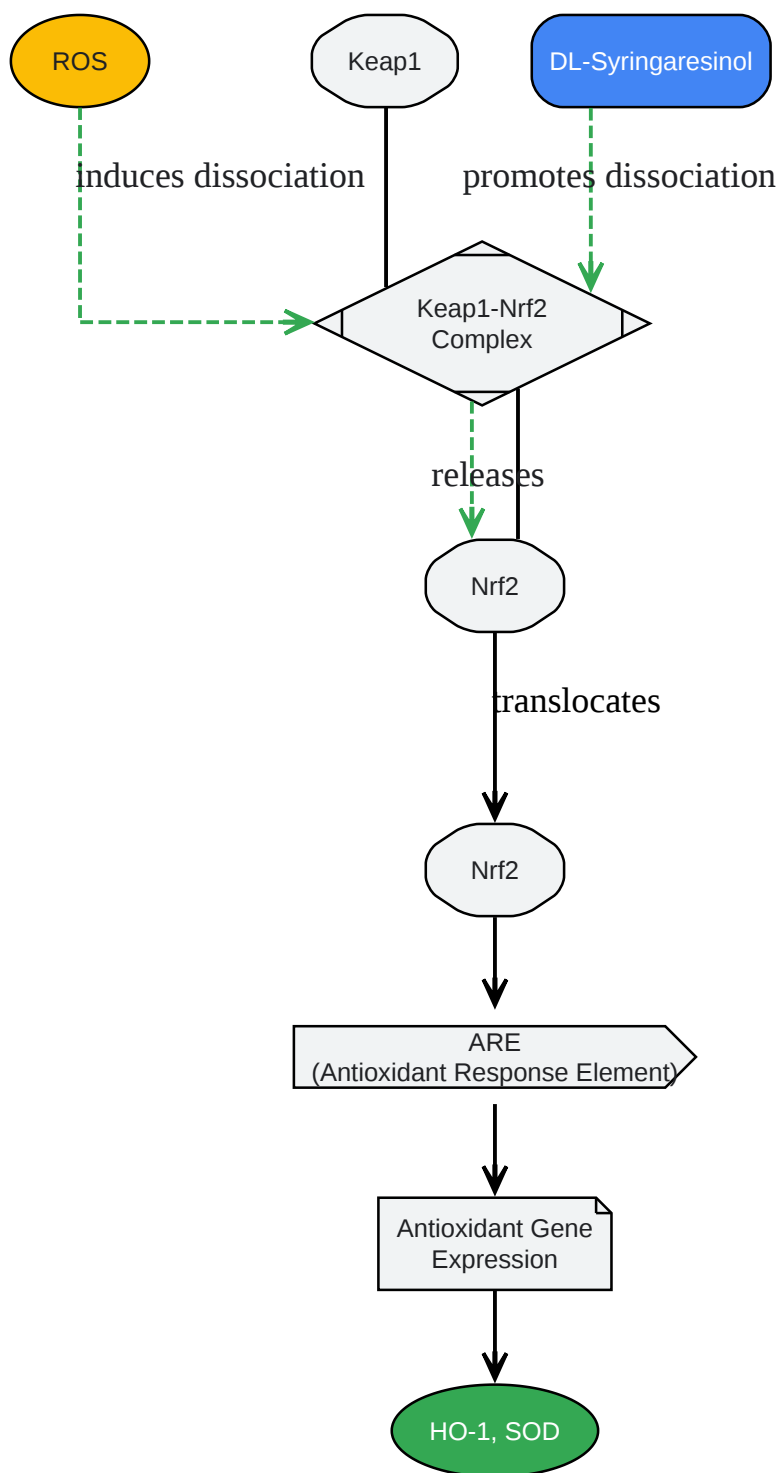 ROS
Keap1
DL-Syringaresinol
induces dissociation
promotes dissociation
Keap1-Nrf2
Complex
releases
Nrf2
translocates
Nrf2
ARE
(Antioxidant Response Element)
Antioxidant Gene
Expression
HO-1, SOD